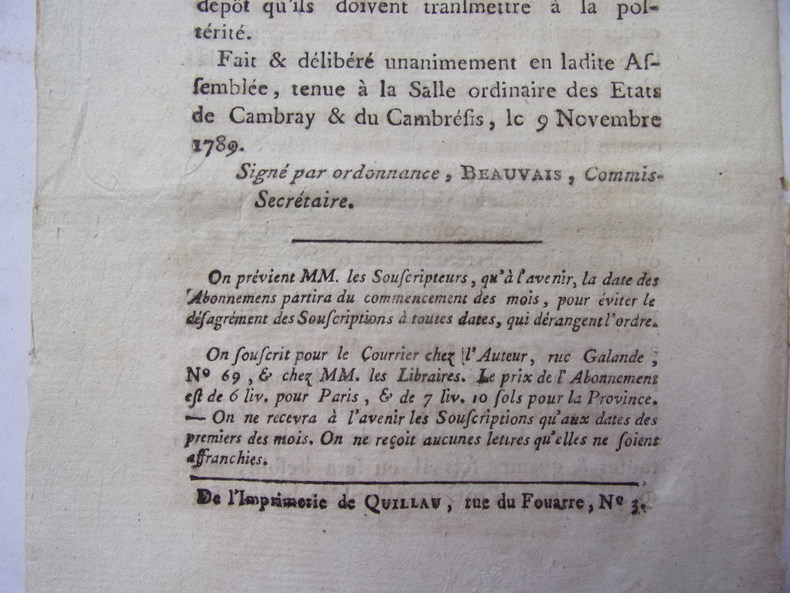 dépôt qu'ils doivent tranſmettre à la poſ-
térité.
Fait & délibéré unanimement en ladite Aſ-
ſemblée, tenue à la Salle ordinaire des Etats
de Cambray & du Cambréſis, le 9 Novembre
1789.
Signé par ordonnance, BEAUVAIS, Commis-
Secrétaire.
On prévient MM. les Souſcripteurs, qu'à l'avenir, la date des
Abonnemens partira du commencement des mois, pour éviter le
déſagrément des Souſcriptions à toutes dates, qui dérangent l'ordre.
On ſouſcrit pour le Courrier chez l'Auteur, rue Galande,
Nº 69, & chez MM. les Libraires. Le prix de l'Abonnement
eſt de 6 liv. pour Paris, & de 7 liv. 10 ſols pour la Province.
— On ne recevra à l'avenir les Souſcriptions qu'aux dates des
premiers des mois. On ne reçoit aucunes lettres qu'elles ne ſoient
affranchies.
De l'Imprimerie de QUILLAU, rue du Fouarre, Nº 3.